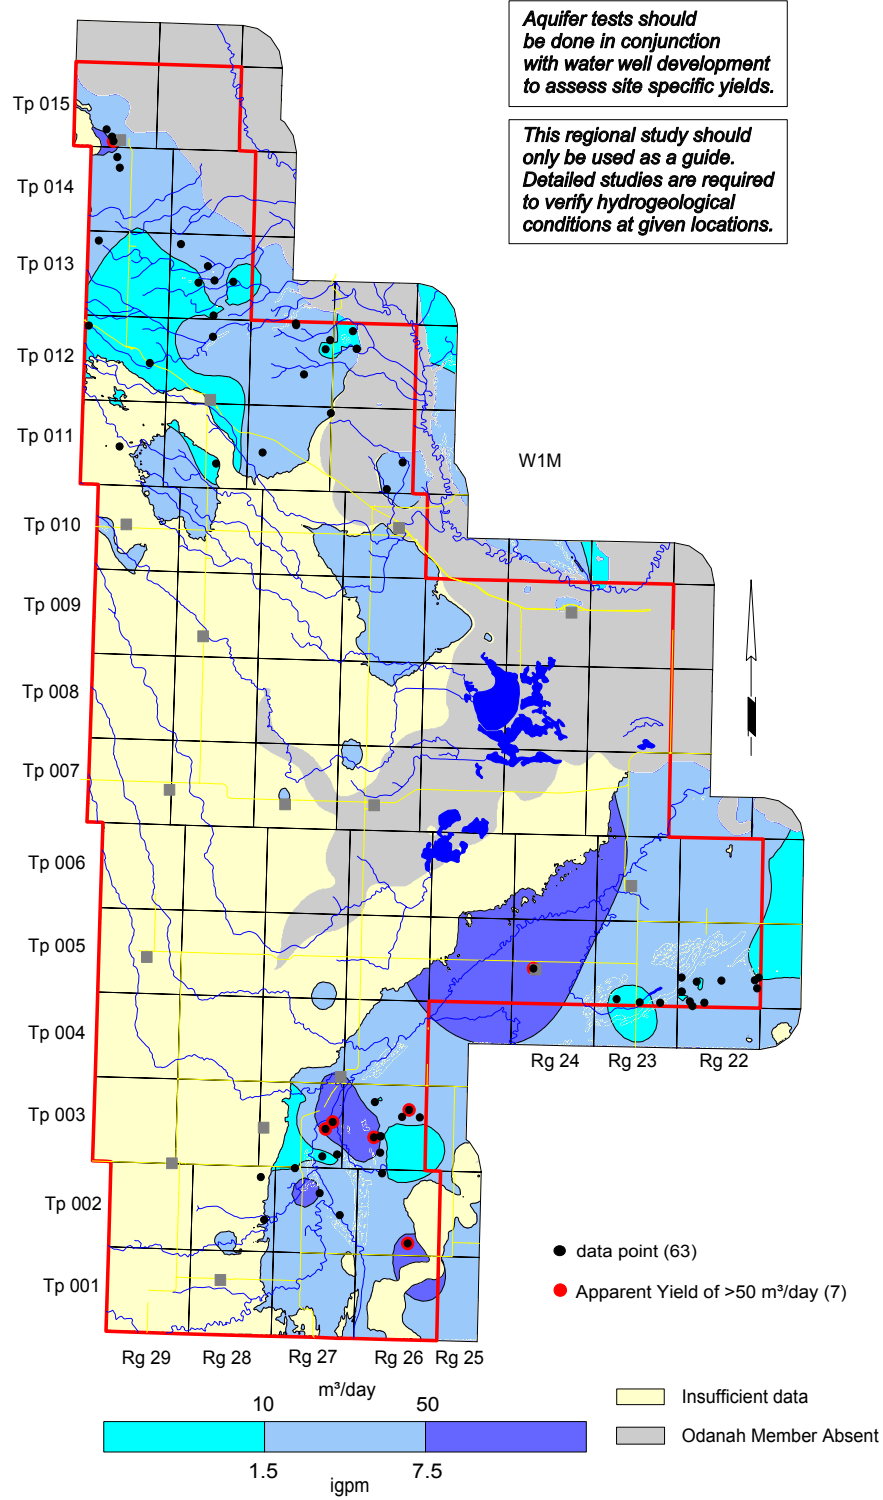 Aquifer tests should
be done in conjunction
with water well development
to assess site specific yields.
This regional study should
only be used as a guide.
Detailed studies are required
to verify hydrogeological
conditions at given locations.
Tp 015
Tp 014
Tp 013
Tp 012
Tp 011
W1M
Tp 010
Tp 009
Tp 008
Tp 007
Tp 006
Tp 005
Tp 004
Rg 24 Rg 23 Rg 22
Tp 003
Tp 002
data point (63)
Tp 001
Apparent Yield of >50 m³/day (7)
Rg 29 Rg 28 Rg 27 Rg 26 Rg 25
m³/day
10 50
Insufficient data
Odanah Member Absent
1.5 7.5
igpm